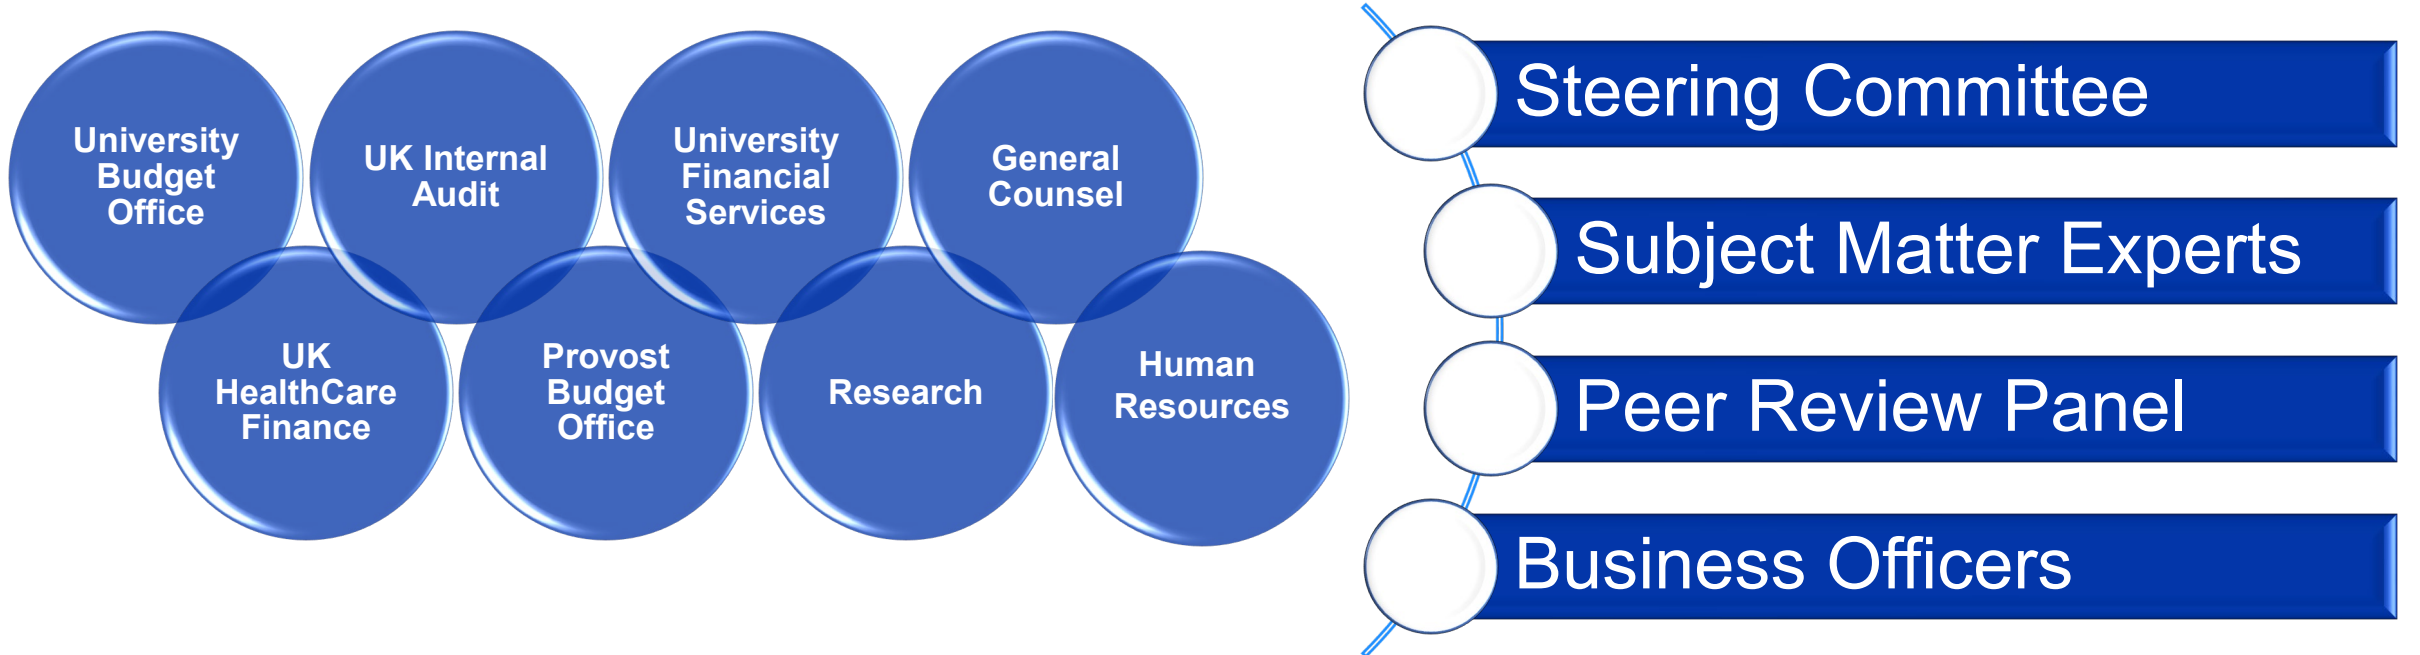 University
Budget
Office
UK Internal
Audit
University
Financial
Services
General
Counsel
UK
HealthCare
Finance
Provost
Budget
Office
Research
Human
Resources
Steering Committee
Subject Matter Experts
Peer Review Panel
Business Officers